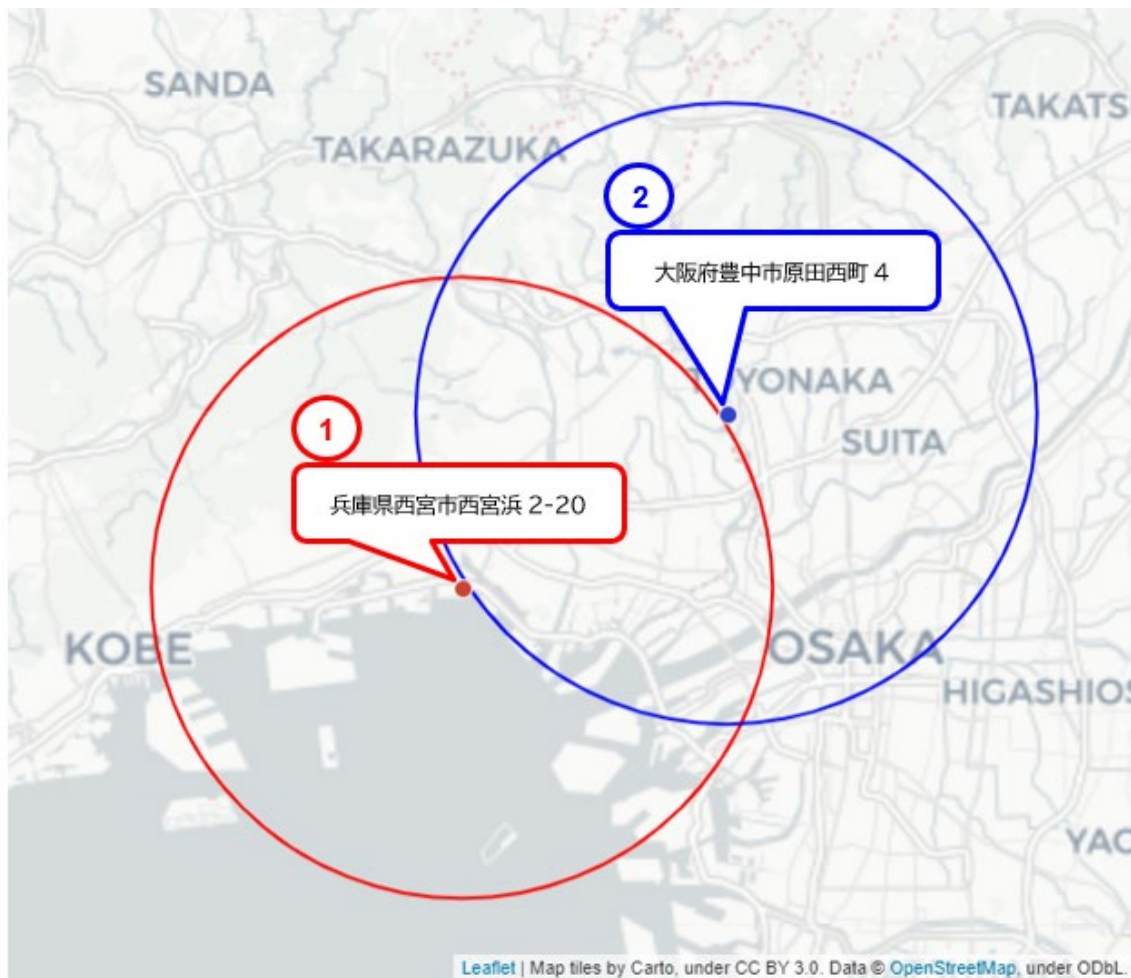 SANDA
TAKATS
TAKARAZUKA
2
大阪府豊中市原田西町 4
YONAKA
1
SUITA
兵庫県西宮市西宮浜 2-20
KOBE
OSAKA
HIGASHIOS
YAO
Leaflet | Map tiles by Carto, under CC BY 3.0. Data © OpenStreetMap, under ODbL.